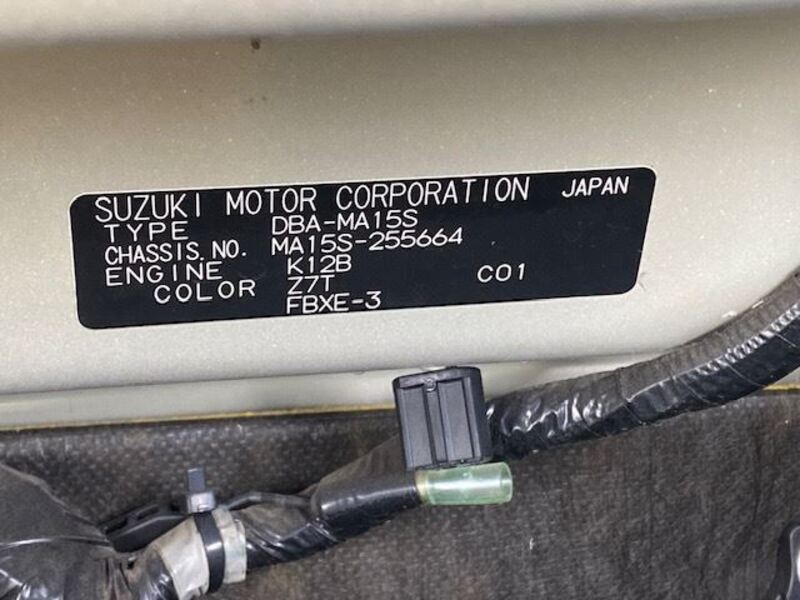 SUZUKI MOTOR CORPORATION JAPAN
TYPE DBA-MA15S
CHASSIS.NO. MA15S-255664
ENGINE K12B
COLOR Z7T C01
FBXE-3